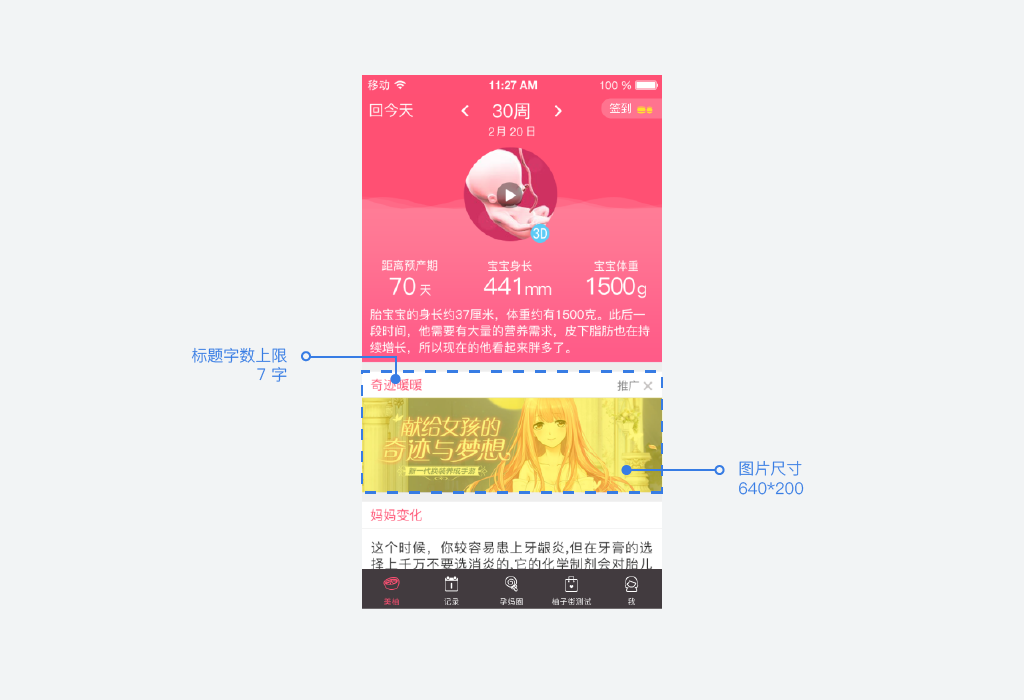 移动
11:27 AM
100 %
回今天
30周
签到
2月 20 日
3D
距离预产期
宝宝身长
宝宝体重
70 天
441mm
1500g
胎宝宝的身长约37厘米，体重约有1500克。此后一
段时间，他需要有大量的营养需求，皮下脂肪也在持
续增长，所以现在的他看起来胖多了。
标题字数上限
7 字
奇迹暖暖
推广
献给女孩的
奇迹与梦想
新一代换装养成手游
图片尺寸
640*200
妈妈变化
这个时候，你较容易患上牙龈炎,但在牙膏的选
择上千万不要选消炎的,它的化学制剂会对胎儿
美柚
记录
孕妈圈
柚子街测试
我